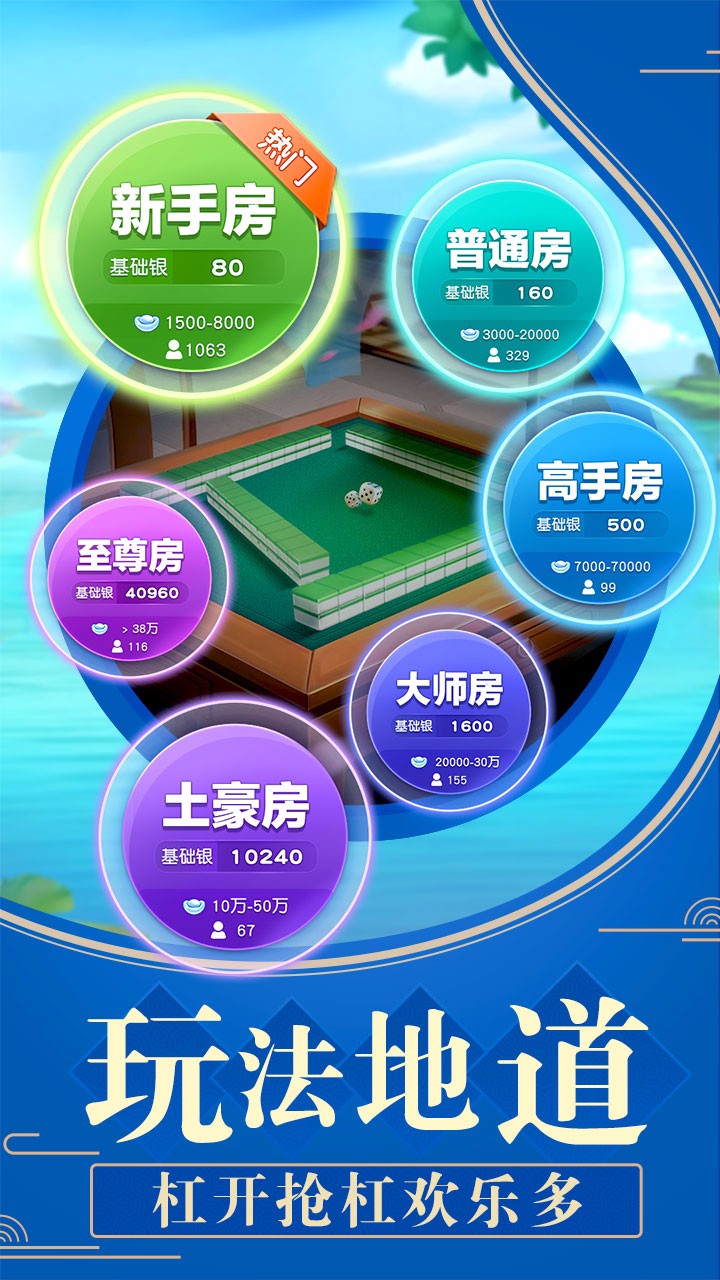 热门
新手房
基础银 80
1500-8000
1063
普通房
基础银 160
3000-20000
329
高手房
基础银 500
7000-70000
99
至尊房
基础银 40960
> 38万
116
大师房
基础银 1600
20000-30万
155
土豪房
基础银 10240
10万-50万
67
玩法地道
杠开抢杠欢乐多